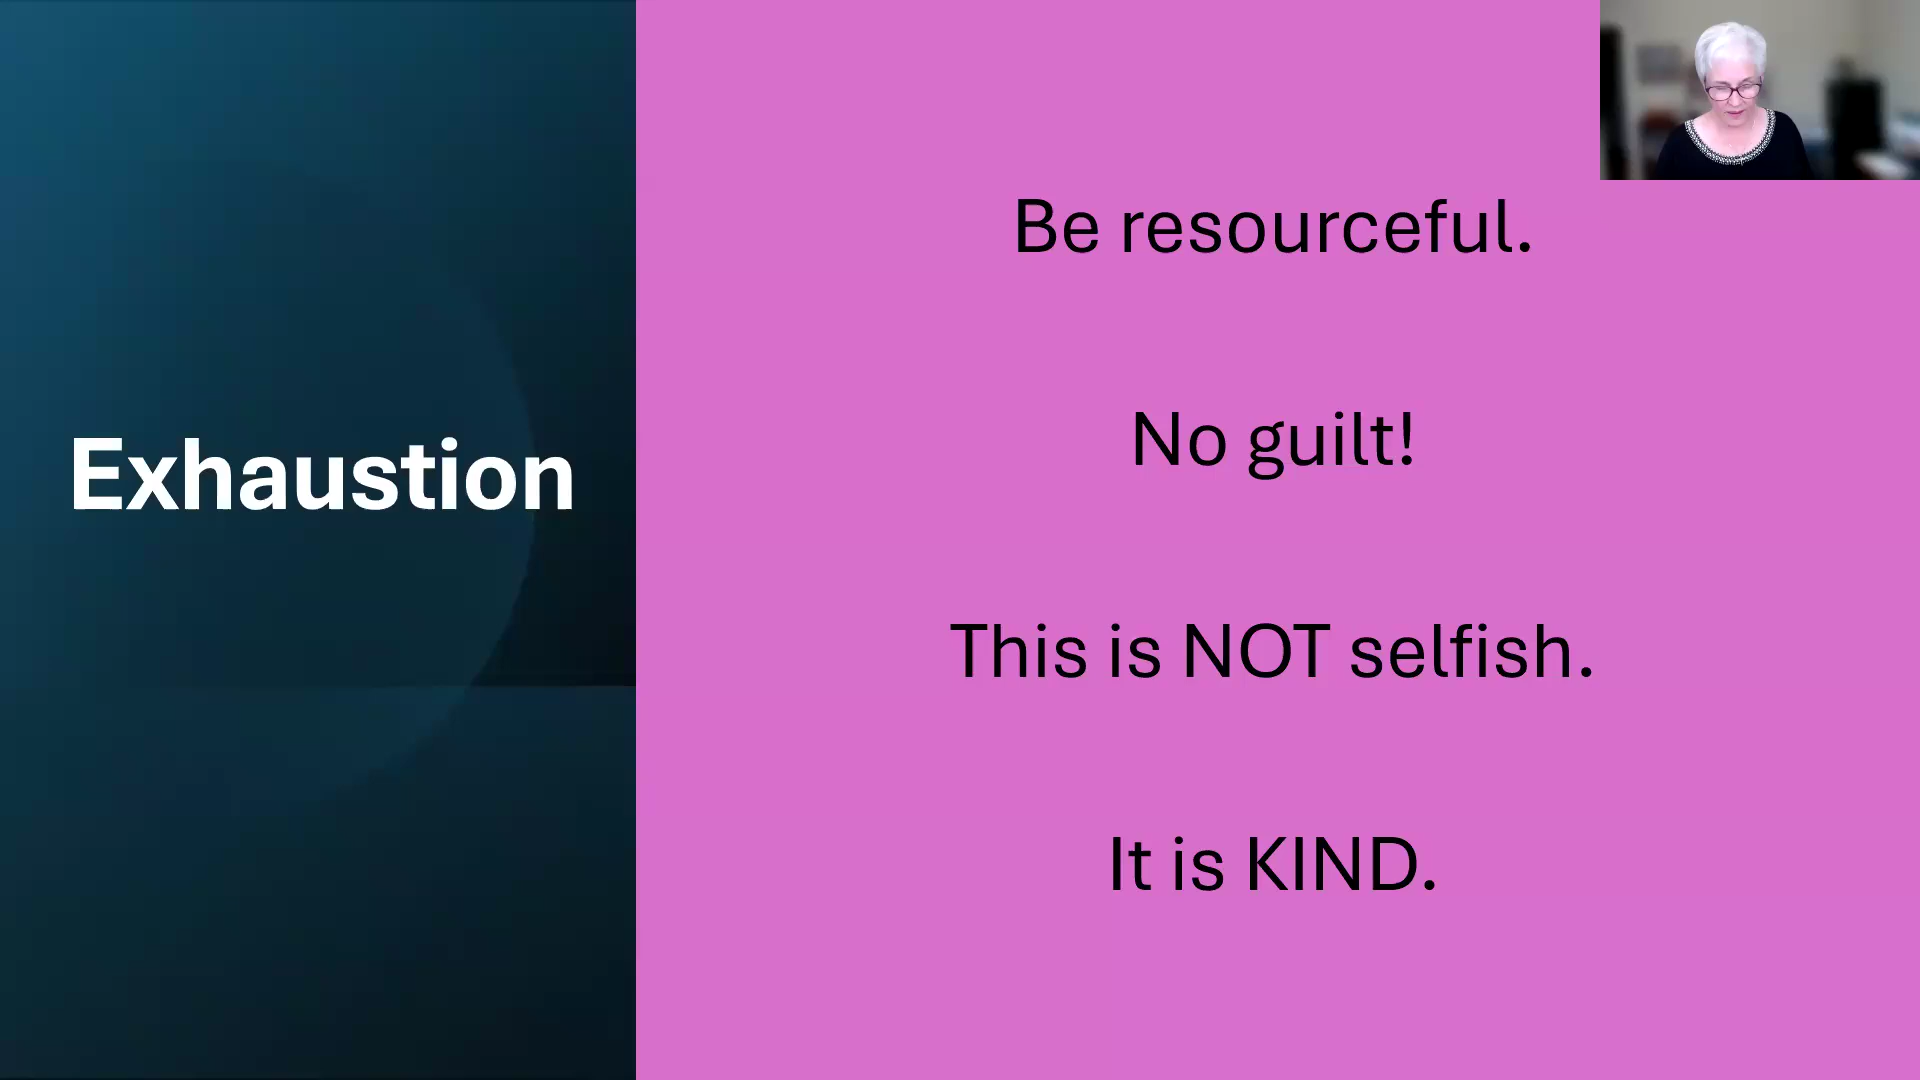 Exhaustion
Be resourceful.
No guilt!
This is NOT selfish.
It is KIND.